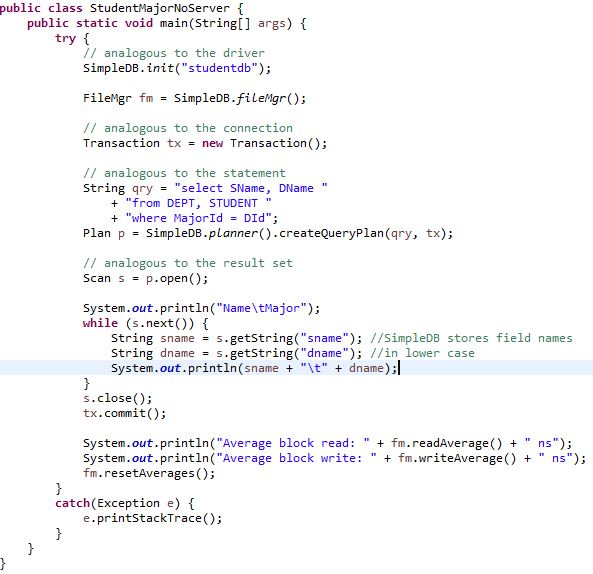 public class StudentMajorNoServer {
    public static void main(String[] args) {
        try {
            // analogous to the driver
            SimpleDB.init("studentdb");

            FileMgr fm = SimpleDB.fileMgr();

            // analogous to the connection
            Transaction tx = new Transaction();

            // analogous to the statement
            String qry = "select SName, DName "
                + "from DEPT, STUDENT "
                + "where MajorId = DId";
            Plan p = SimpleDB.planner().createQueryPlan(qry, tx);

            // analogous to the result set
            Scan s = p.open();

            System.out.println("Name\tMajor");
            while (s.next()) {
                String sname = s.getString("sname"); //SimpleDB stores field names
                String dname = s.getString("dname"); //in lower case
                System.out.println(sname + "\t" + dname);
            }
            s.close();
            tx.commit();

            System.out.println("Average block read: " + fm.readAverage() + " ns");
            System.out.println("Average block write: " + fm.writeAverage() + " ns");
            fm.resetAverages();
        }
        catch(Exception e) {
            e.printStackTrace();
        }
    }
}